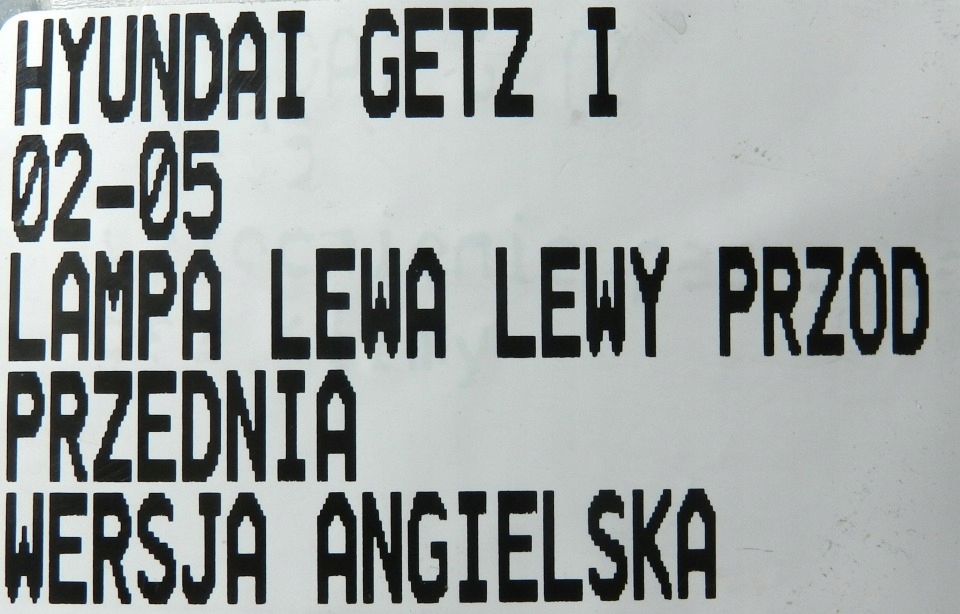 HYUNDAI GETZ I
02-05
LAMPA LEWA LEWY PRZOD
PRZEDNIA
WERSJA ANGIELSKA